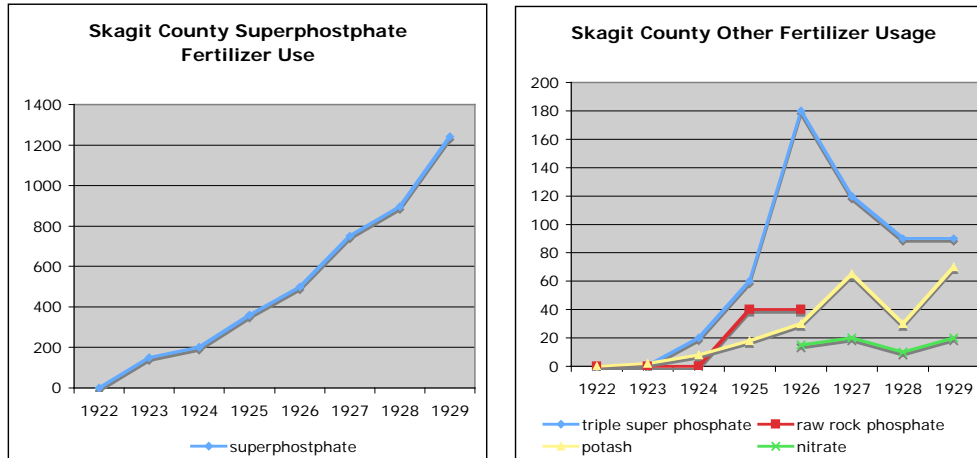 Skagit County Superphostphate
Fertilizer Use
1400
1200
1000
800
600
400
200
0
1922 1923 1924 1925 1926 1927 1928 1929
superphostphate
Skagit County Other Fertilizer Usage
200
180
160
140
120
100
80
60
40
20
0
1922 1923 1924 1925 1926 1927 1928 1929
triple super phosphate raw rock phosphate
potash nitrate